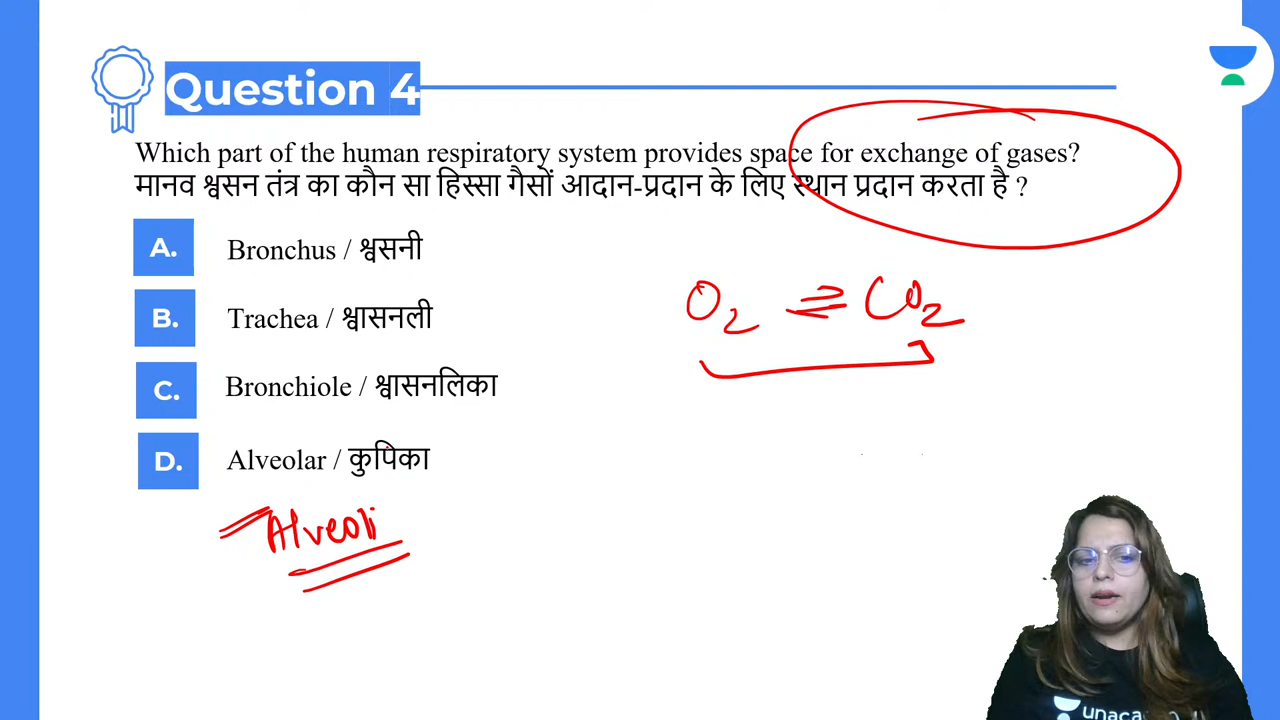 Question 4
Which part of the human respiratory system provides space for exchange of gases?
मानव श्वसन तंत्र का कौन सा हिस्सा गैसों आदान-प्रदान के लिए स्थान प्रदान करता है ?
A. Bronchus / श्वसनी
O2 ⇌ CO2
B. Trachea / श्वासनली
C. Bronchiole / श्वासनलिका
D. Alveolar / कुपिका
Alveoli